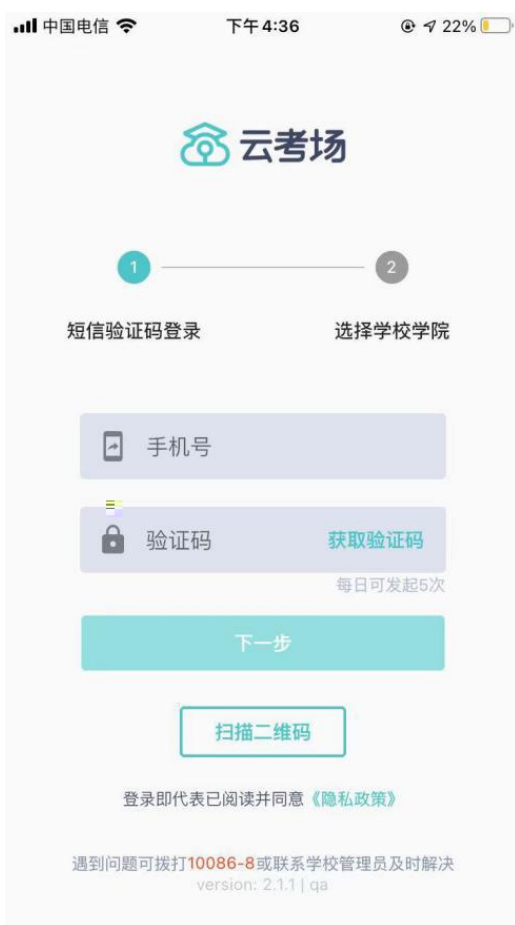 中国电信 下午4:36 22%
云考场
1 2
短信验证码登录 选择学校学院
手机号
验证码 获取验证码
每日可发起5次
下一步
扫描二维码
登录即代表已阅读并同意《隐私政策》
遇到问题可拨打10086-8或联系学校管理员及时解决
version: 2.1.1 | qa